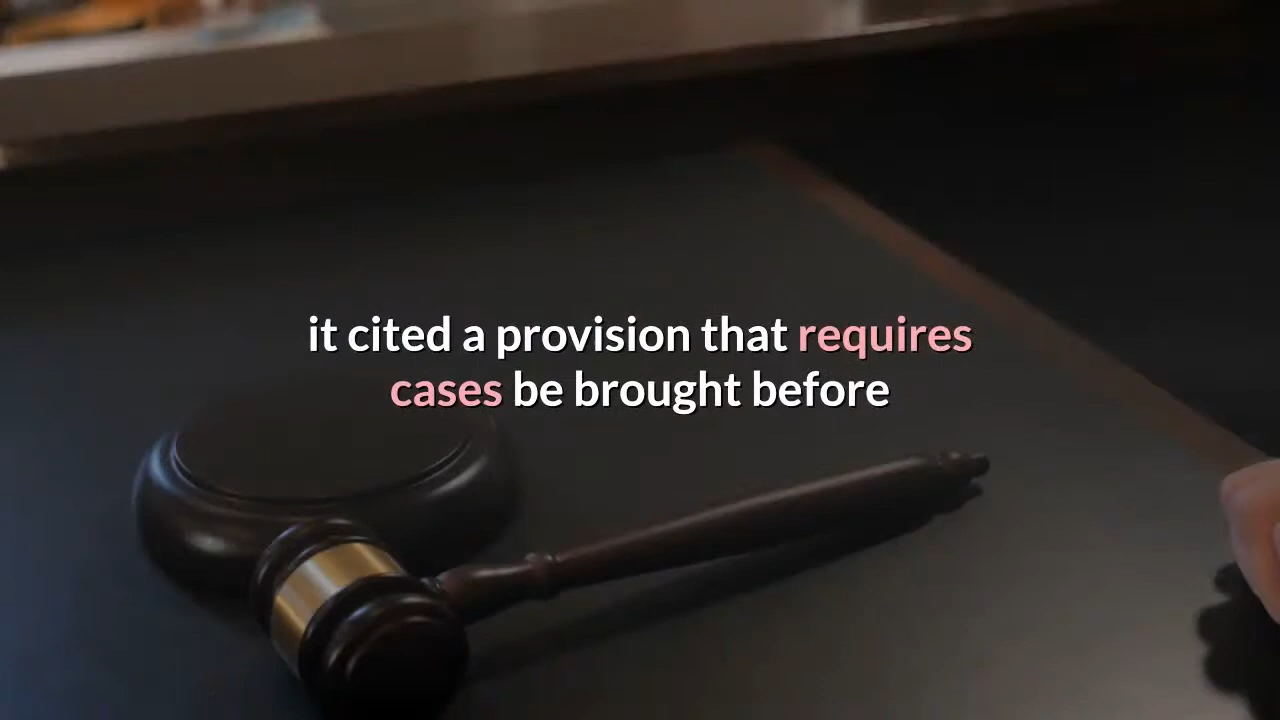 it cited a provision that requires
cases be brought before